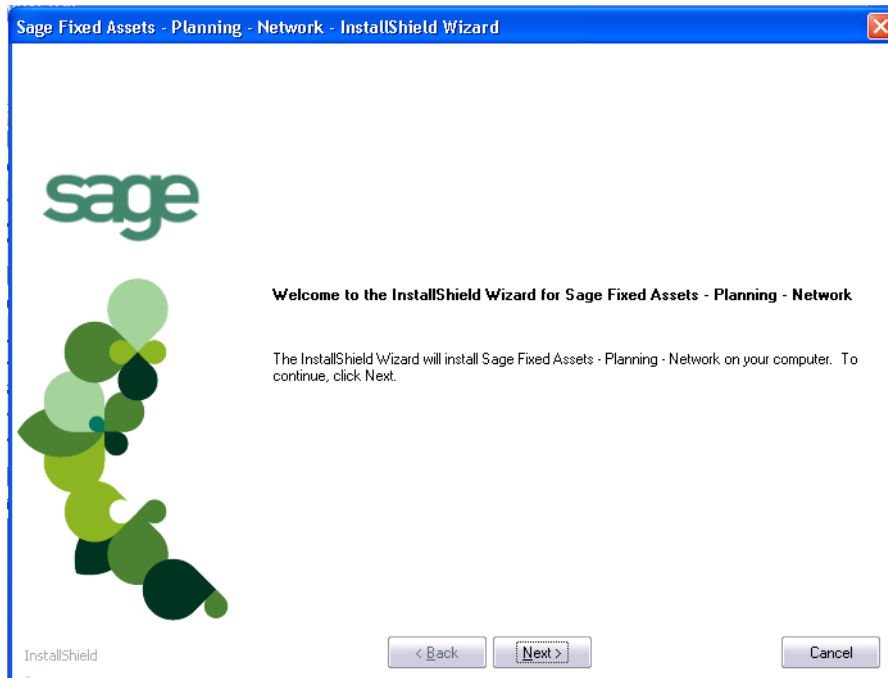 Sage Fixed Assets - Planning - Network - InstallShield Wizard
sage
Welcome to the InstallShield Wizard for Sage Fixed Assets - Planning - Network
The InstallShield Wizard will install Sage Fixed Assets - Planning - Network on your computer. To
continue, click Next.
InstallShield
< Back
Next >
Cancel